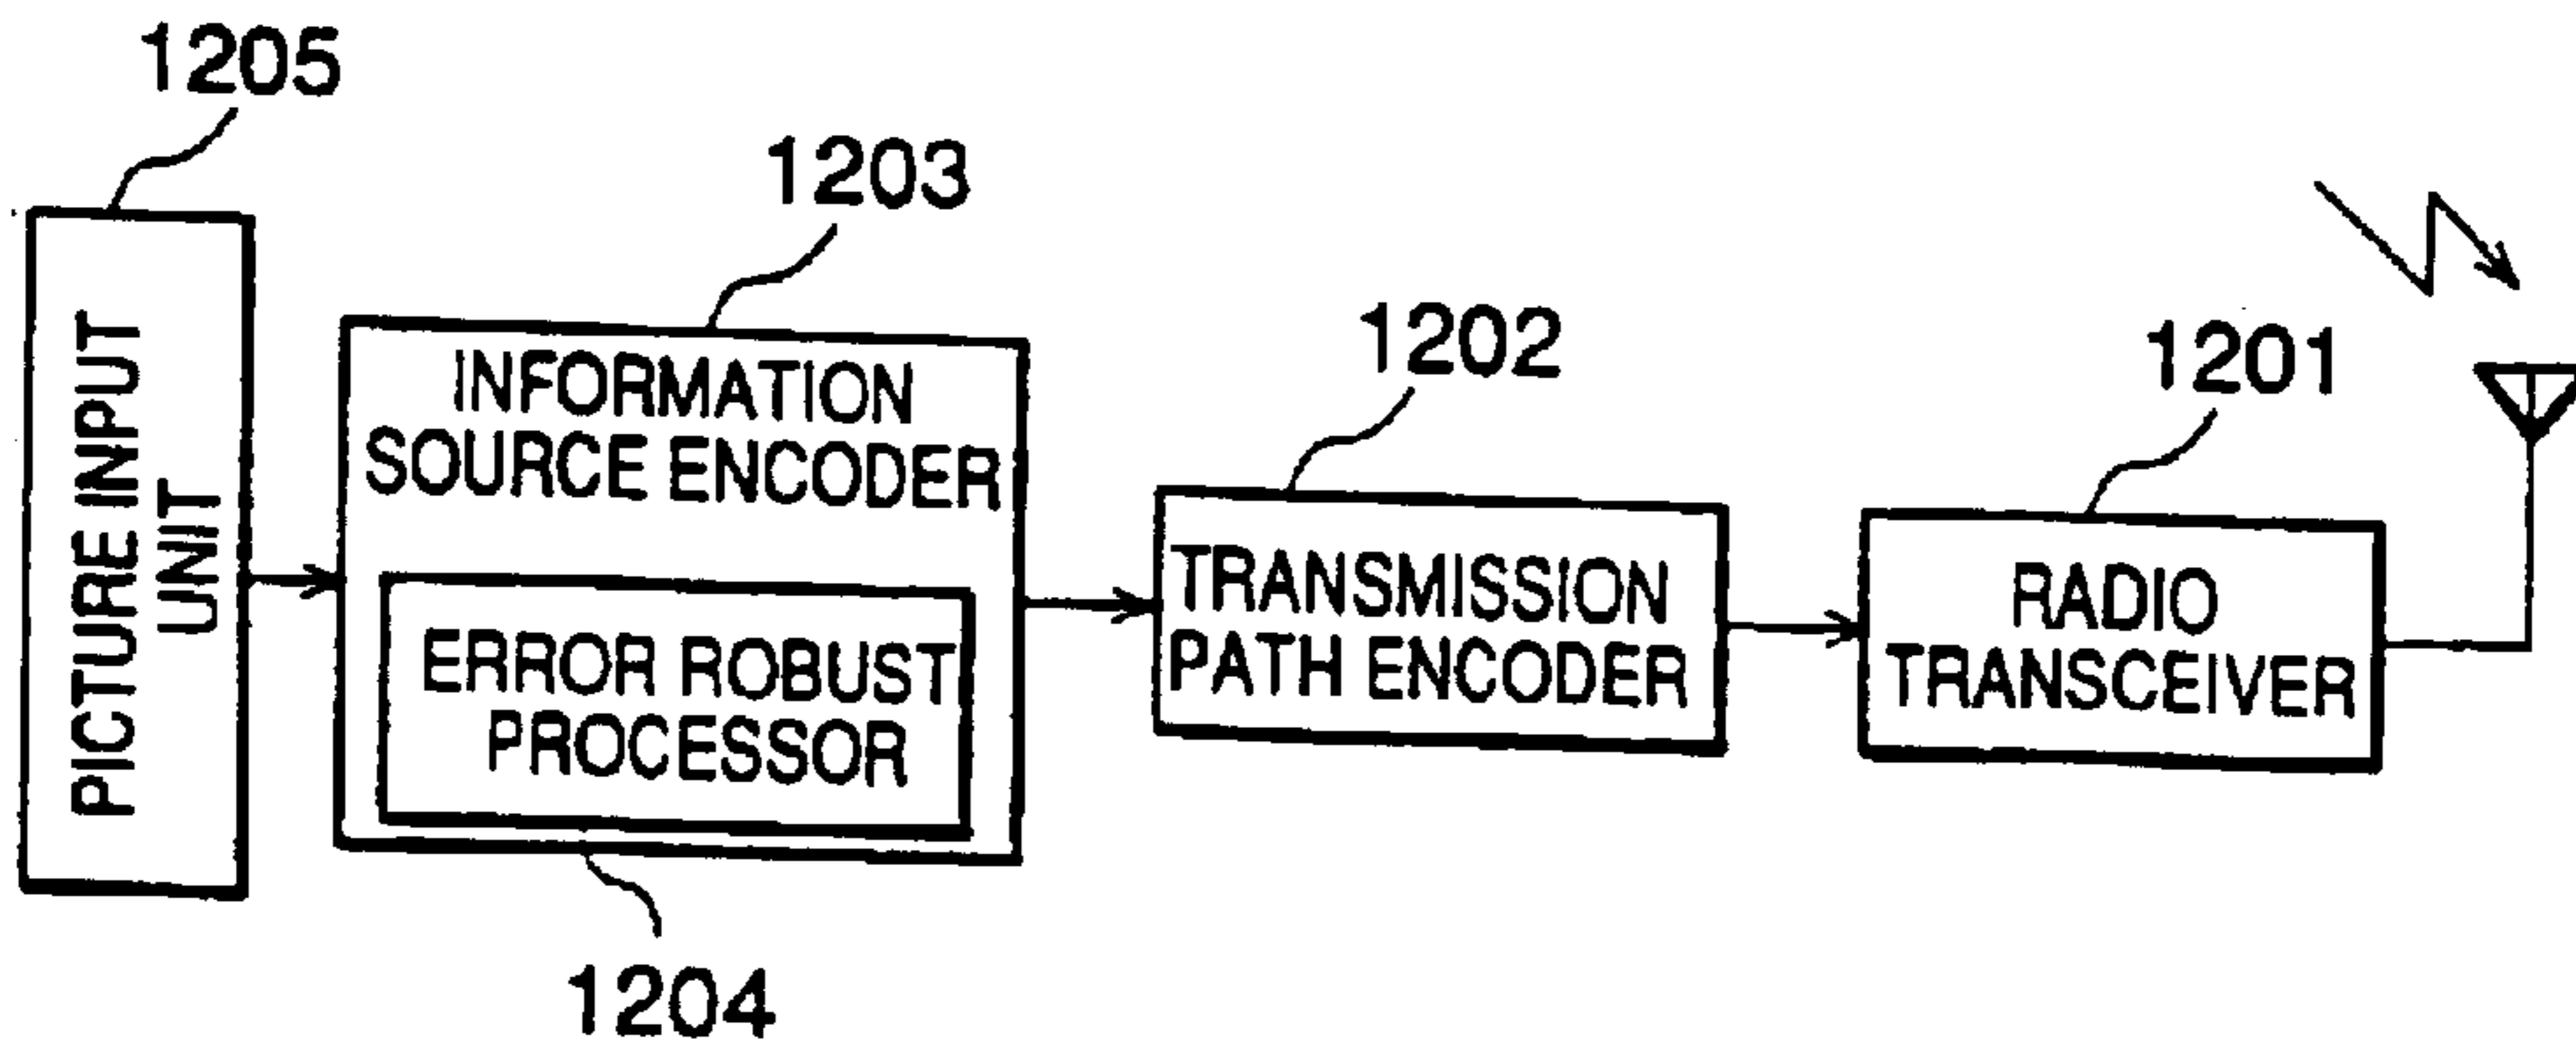 1205
PICTURE INPUT
UNIT
1203
INFORMATION
SOURCE ENCODER
ERROR ROBUST
PROCESSOR
1204
1202
TRANSMISSION
PATH ENCODER
1201
RADIO
TRANSCEIVER